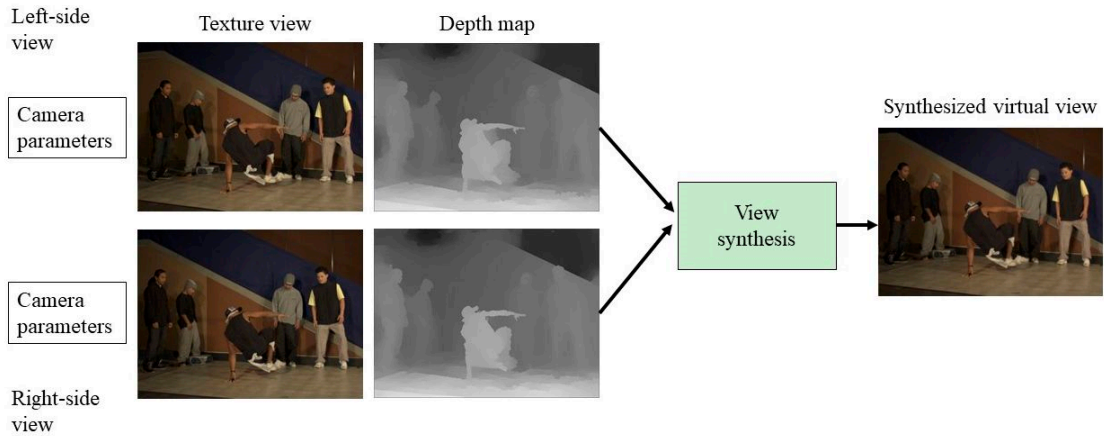 Left-side
view
Texture view
Depth map
Camera
parameters
Synthesized virtual view
View
synthesis
Camera
parameters
Right-side
view